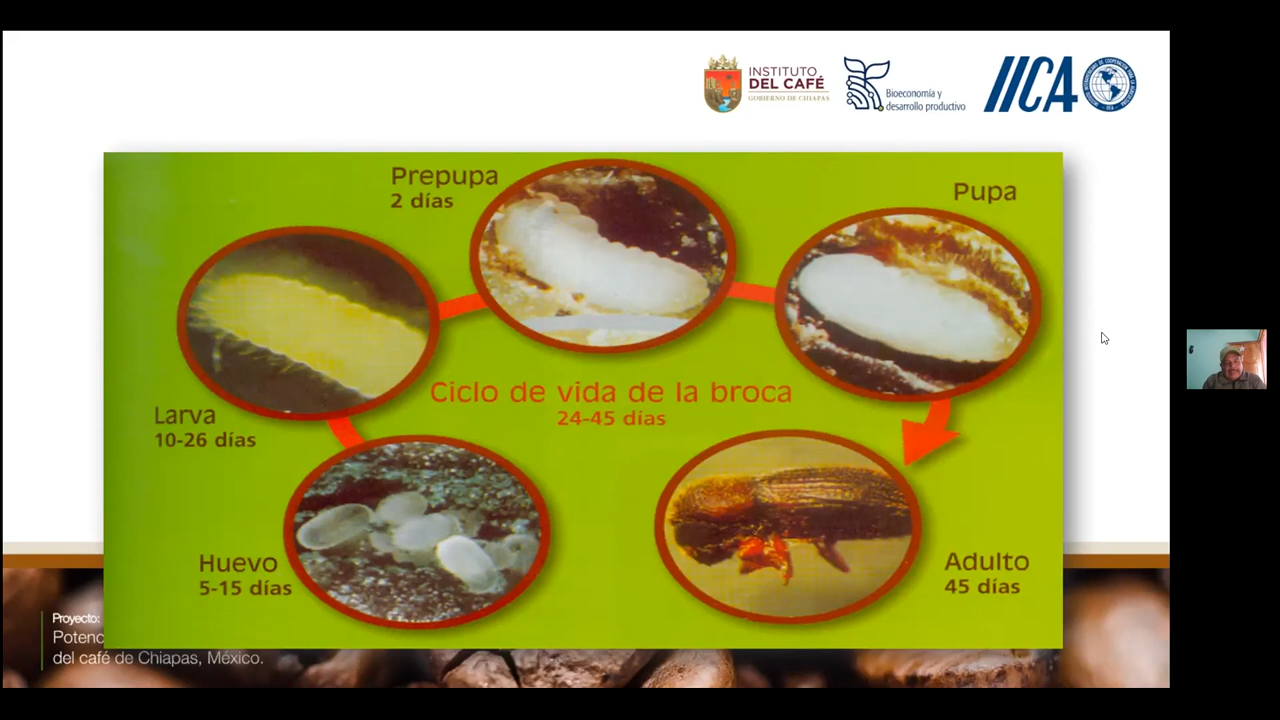 INSTITUTO
DEL CAFÉ
GOBIERNO DE CHIAPAS
Bioeconomía y
desarrollo productivo
IICA
Prepupa
2 días
Pupa
Larva
10-26 días
Ciclo de vida de la broca
24-45 días
Huevo
5-15 días
Adulto
45 días
Proyecto:
Potenc
del café de Chiapas, México.